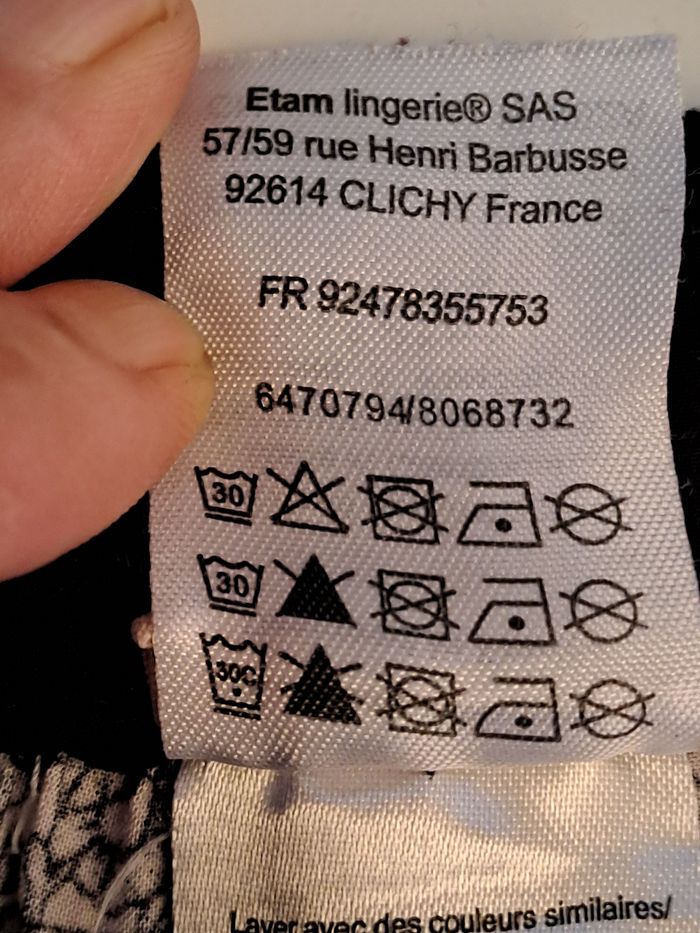 Etam lingerie® SAS
57/59 rue Henri Barbusse
92614 CLICHY France
FR 92478355753
6470794/8068732
30
30
30C
Laver avec des couleurs similaires/